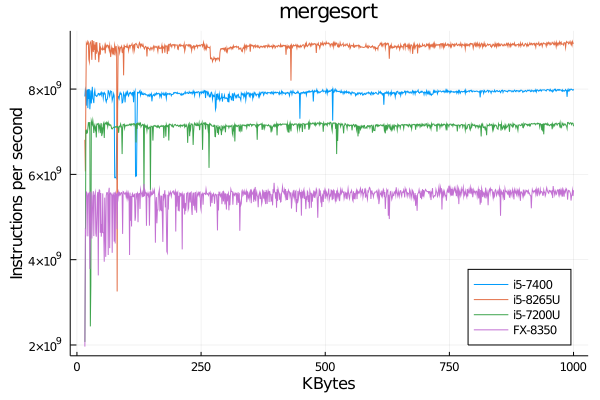 mergesort
Instructions per second
8×10⁹
6×10⁹
4×10⁹
2×10⁹
0
250
500
750
1000
KBytes
i5-7400
i5-8265U
i5-7200U
FX-8350